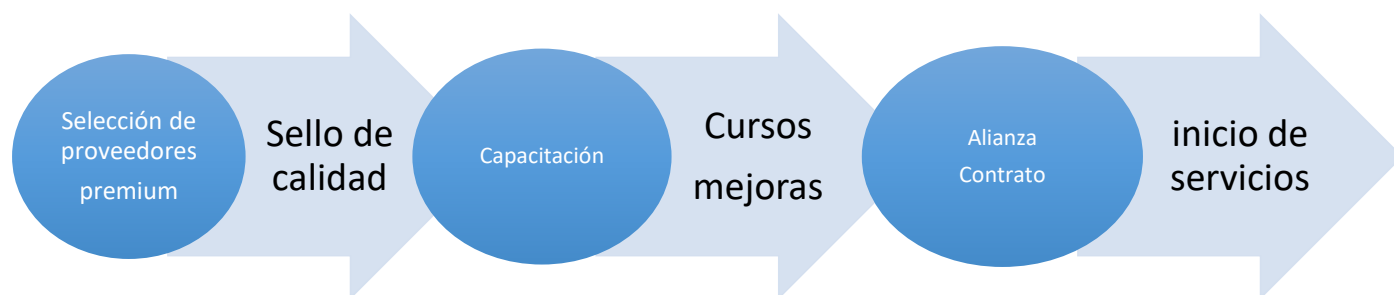 Selección de
proveedores
premium
Sello de
calidad
Capacitación
Cursos
mejoras
Alianza
Contrato
inicio de
servicios